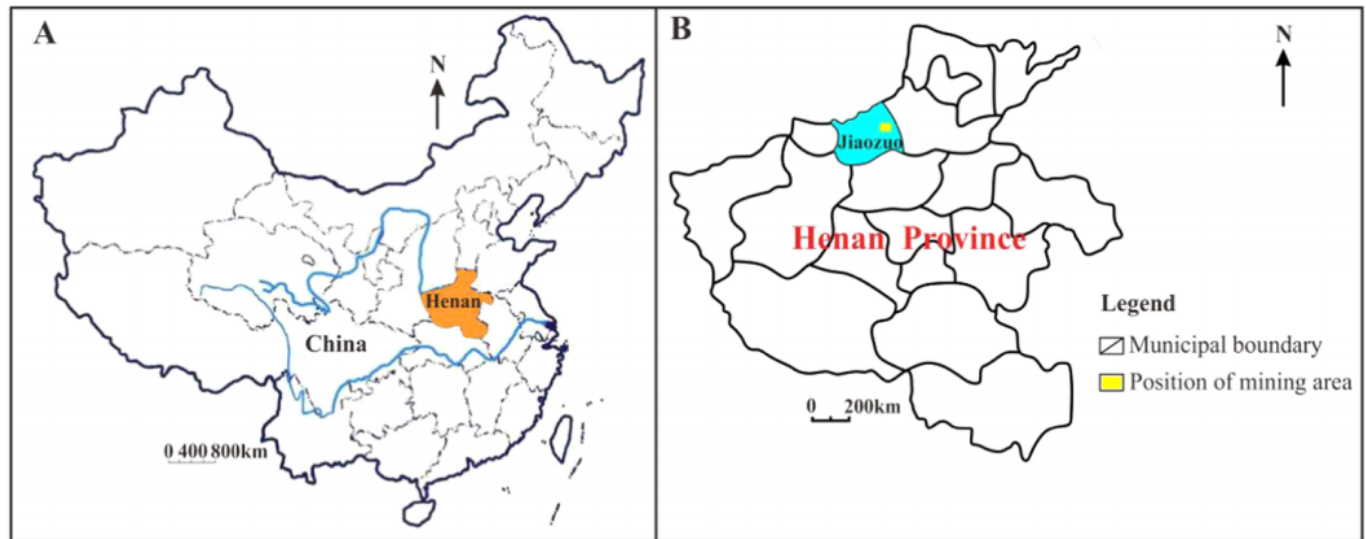 A
N
Henan
China
0 400 800km
B
N
Jiaozuo
Henan Province
Legend
Municipal boundary
Position of mining area
0 200km